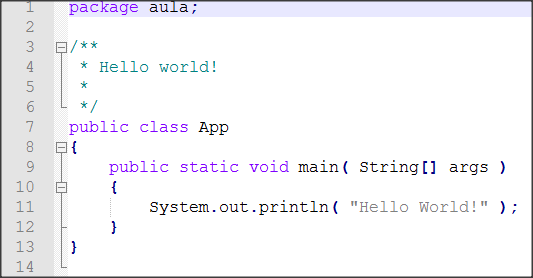 1 package aula;
2
3 /**
4  * Hello world!
5  *
6  */
7 public class App
8 {
9     public static void main( String[] args )
10     {
11         System.out.println( "Hello World!" );
12     }
13 }
14